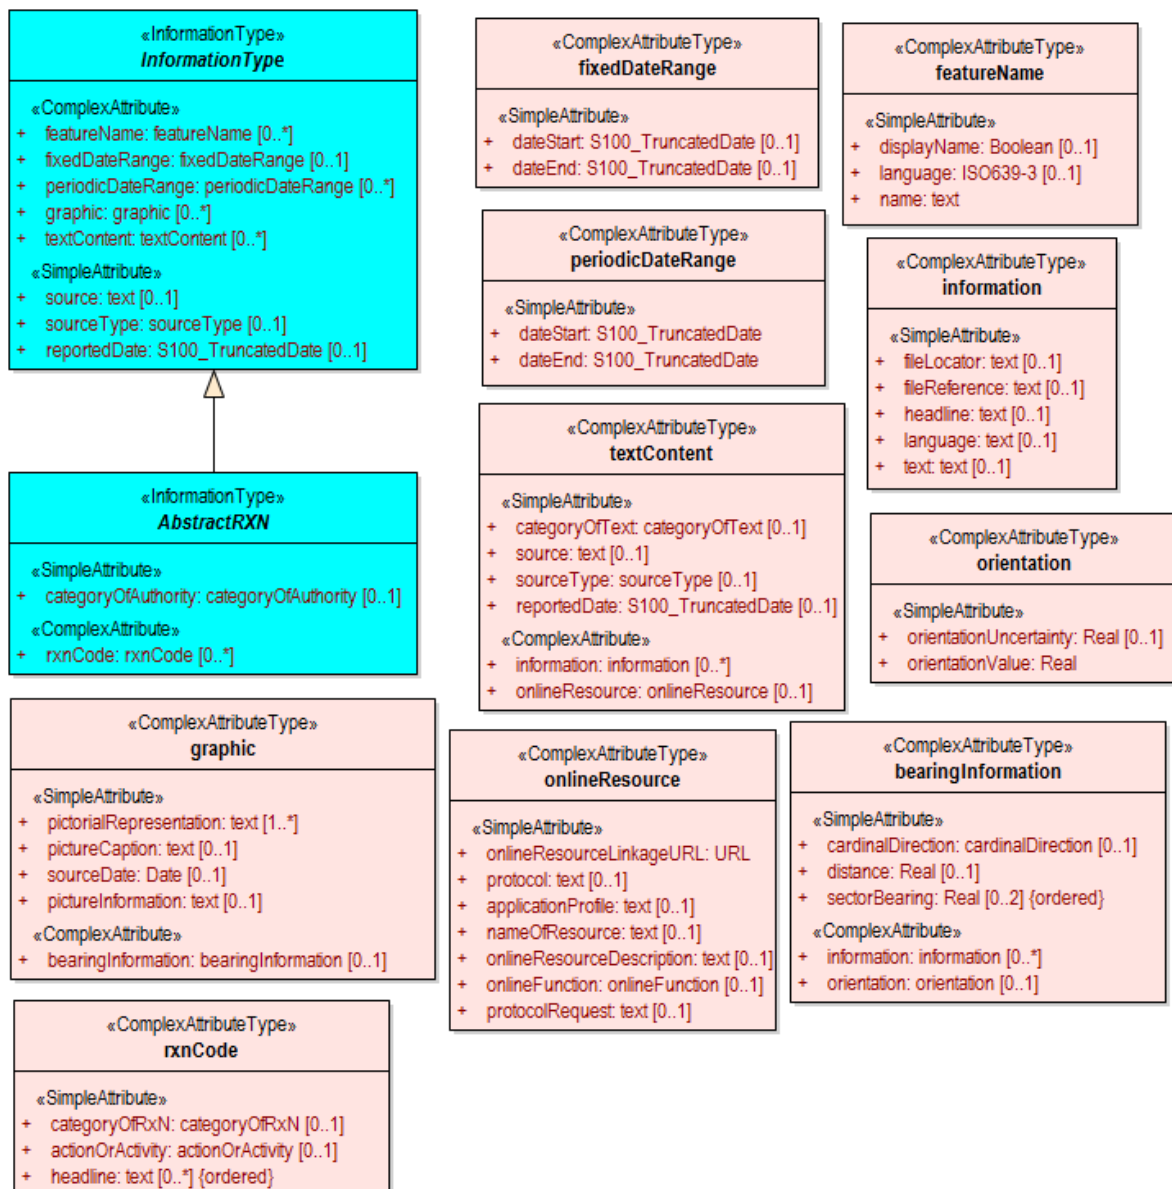 «InformationType»
InformationType
«ComplexAttribute»
+ featureName: featureName [0..*]
+ fixedDateRange: fixedDateRange [0..1]
+ periodicDateRange: periodicDateRange [0..*]
+ graphic: graphic [0..*]
+ textContent: textContent [0..*]
«SimpleAttribute»
+ source: text [0..1]
+ sourceType: sourceType [0..1]
+ reportedDate: S100_TruncatedDate [0..1]
«InformationType»
AbstractRXN
«SimpleAttribute»
+ categoryOfAuthority: categoryOfAuthority [0..1]
«ComplexAttribute»
+ rxnCode: rxnCode [0..*]
«ComplexAttributeType»
graphic
«SimpleAttribute»
+ pictorialRepresentation: text [1..*]
+ pictureCaption: text [0..1]
+ sourceDate: Date [0..1]
+ pictureInformation: text [0..1]
«ComplexAttribute»
+ bearingInformation: bearingInformation [0..1]
«ComplexAttributeType»
rxnCode
«SimpleAttribute»
+ categoryOfRxN: categoryOfRxN [0..1]
+ actionOrActivity: actionOrActivity [0..1]
+ headline: text [0..*] {ordered}
«ComplexAttributeType»
fixedDateRange
«SimpleAttribute»
+ dateStart: S100_TruncatedDate [0..1]
+ dateEnd: S100_TruncatedDate [0..1]
«ComplexAttributeType»
periodicDateRange
«SimpleAttribute»
+ dateStart: S100_TruncatedDate
+ dateEnd: S100_TruncatedDate
«ComplexAttributeType»
textContent
«SimpleAttribute»
+ categoryOfText: categoryOfText [0..1]
+ source: text [0..1]
+ sourceType: sourceType [0..1]
+ reportedDate: S100_TruncatedDate [0..1]
«ComplexAttribute»
+ information: information [0..*]
+ onlineResource: onlineResource [0..1]
«ComplexAttributeType»
onlineResource
«SimpleAttribute»
+ onlineResourceLinkageURL: URL
+ protocol: text [0..1]
+ applicationProfile: text [0..1]
+ nameOfResource: text [0..1]
+ onlineResourceDescription: text [0..1]
+ onlineFunction: onlineFunction [0..1]
+ protocolRequest: text [0..1]
«ComplexAttributeType»
featureName
«SimpleAttribute»
+ displayName: Boolean [0..1]
+ language: ISO639-3 [0..1]
+ name: text
«ComplexAttributeType»
information
«SimpleAttribute»
+ fileLocator: text [0..1]
+ fileReference: text [0..1]
+ headline: text [0..1]
+ language: text [0..1]
+ text: text [0..1]
«ComplexAttributeType»
orientation
«SimpleAttribute»
+ orientationUncertainty: Real [0..1]
+ orientationValue: Real
«ComplexAttributeType»
bearingInformation
«SimpleAttribute»
+ cardinalDirection: cardinalDirection [0..1]
+ distance: Real [0..1]
+ sectorBearing: Real [0..2] {ordered}
«ComplexAttribute»
+ information: information [0..*]
+ orientation: orientation [0..1]